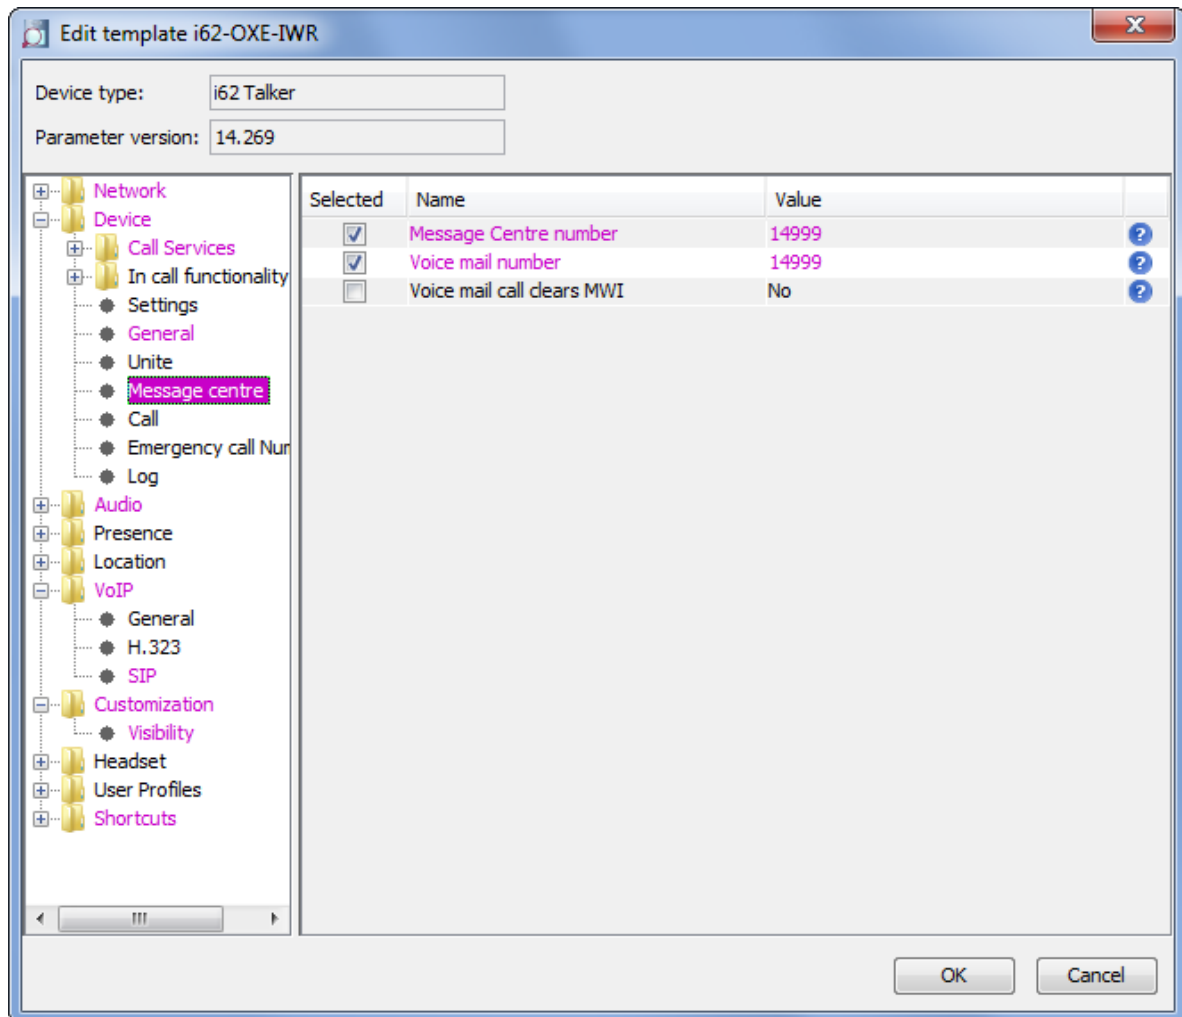 Edit template i62-OXE-IWR
Device type: i62 Talker
Parameter version: 14.269
Network
Device
Call Services
In call functionality
Settings
General
Unite
Message centre
Call
Emergency call Nur
Log
Audio
Presence
Location
VoIP
General
H.323
SIP
Customization
Visibility
Headset
User Profiles
Shortcuts
Selected Name Value
Message Centre number 14999
Voice mail number 14999
Voice mail call clears MWI No
OK Cancel